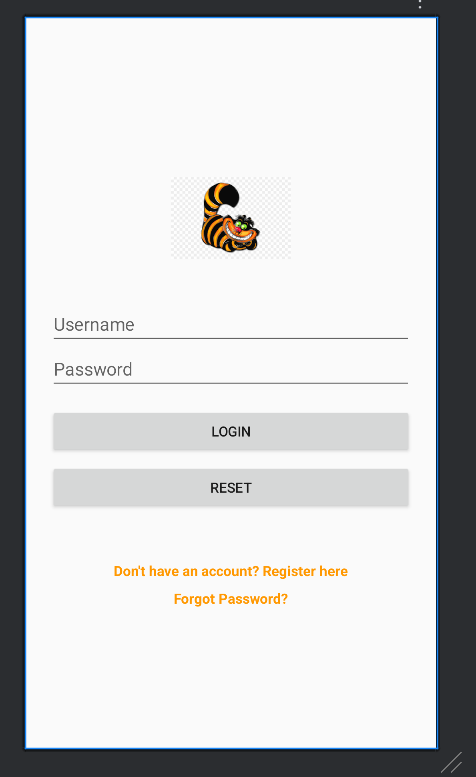 Username
Password
LOGIN
RESET
Don't have an account? Register here
Forgot Password?